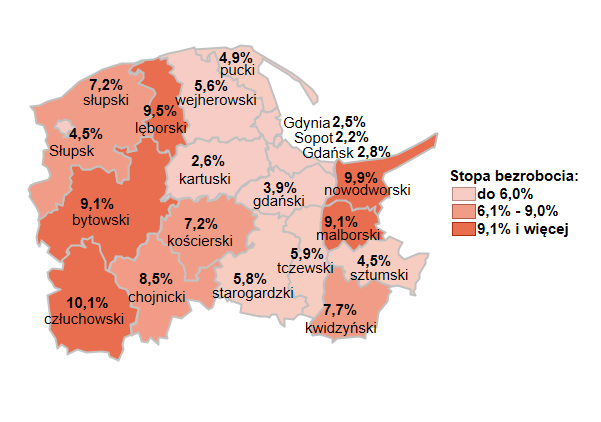 4,9%
pucki
7,2%
słupski
5,6%
wejherowski
9,5%
lęborski
Gdynia 2,5%
Sopot 2,2%
Gdańsk 2,8%
4,5%
Słupsk
2,6%
kartuski
3,9%
gdański
9,9%
nowodworski
9,1%
bytowski
7,2%
kościerski
9,1%
malborski
5,9%
tczewski
4,5%
sztumski
8,5%
chojnicki
5,8%
starogardzki
10,1%
człuchowski
7,7%
kwidzyński
Stopa bezrobocia:
do 6,0%
6,1% - 9,0%
9,1% i więcej